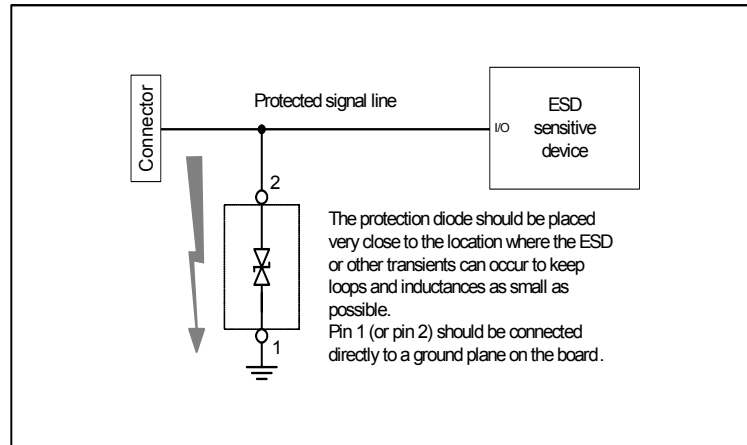 Connector
Protected signal line
I/O
ESD
sensitive
device
2
The protection diode should be placed
very close to the location where the ESD
or other transients can occur to keep
loops and inductances as small as
possible.
Pin 1 (or pin 2) should be connected
directly to a ground plane on the board.
1